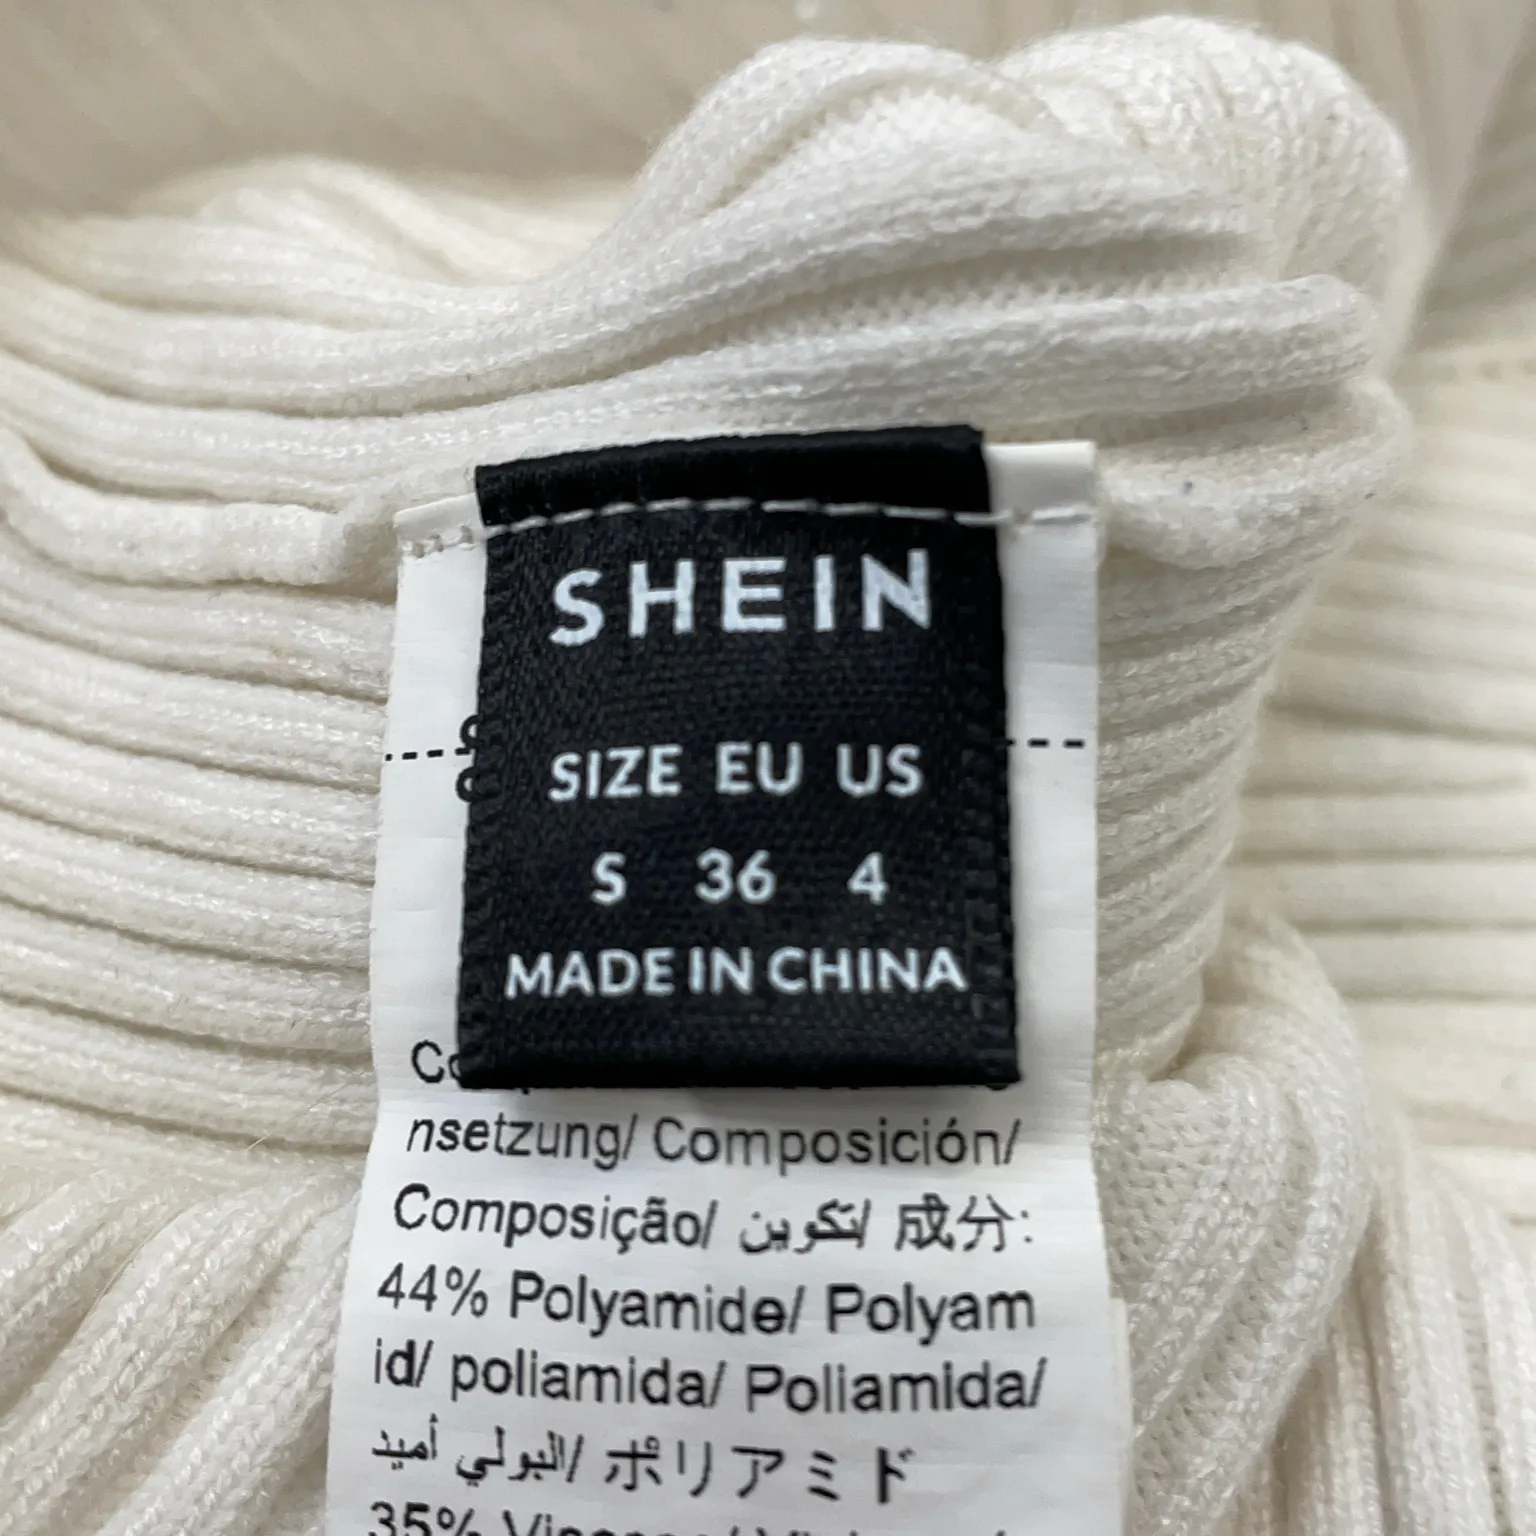 SHEIN
SIZE EU US
S 36 4
MADE IN CHINA
nsetzung/ Composición/
Composição/ تكوين/ 成分:
44% Polyamide/ Polyam
id/ poliamida/ Poliamida/
البولي أميد/ ポリアミド
35%